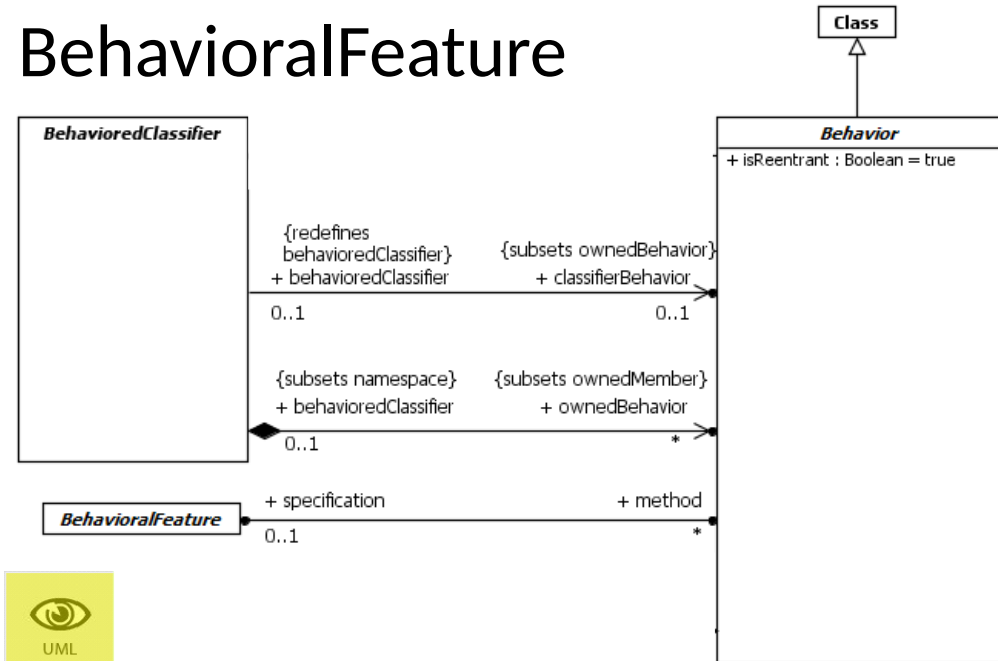 BehavioralFeature
Class
BehavioredClassifier
Behavior
+ isReentrant : Boolean = true
{redefines
behavioredClassifier}
+ behavioredClassifier
0..1
{subsets ownedBehavior}
+ classifierBehavior
0..1
{subsets namespace}
+ behavioredClassifier
0..1
{subsets ownedMember}
+ ownedBehavior
*
BehavioralFeature
+ specification
0..1
+ method
*
UML